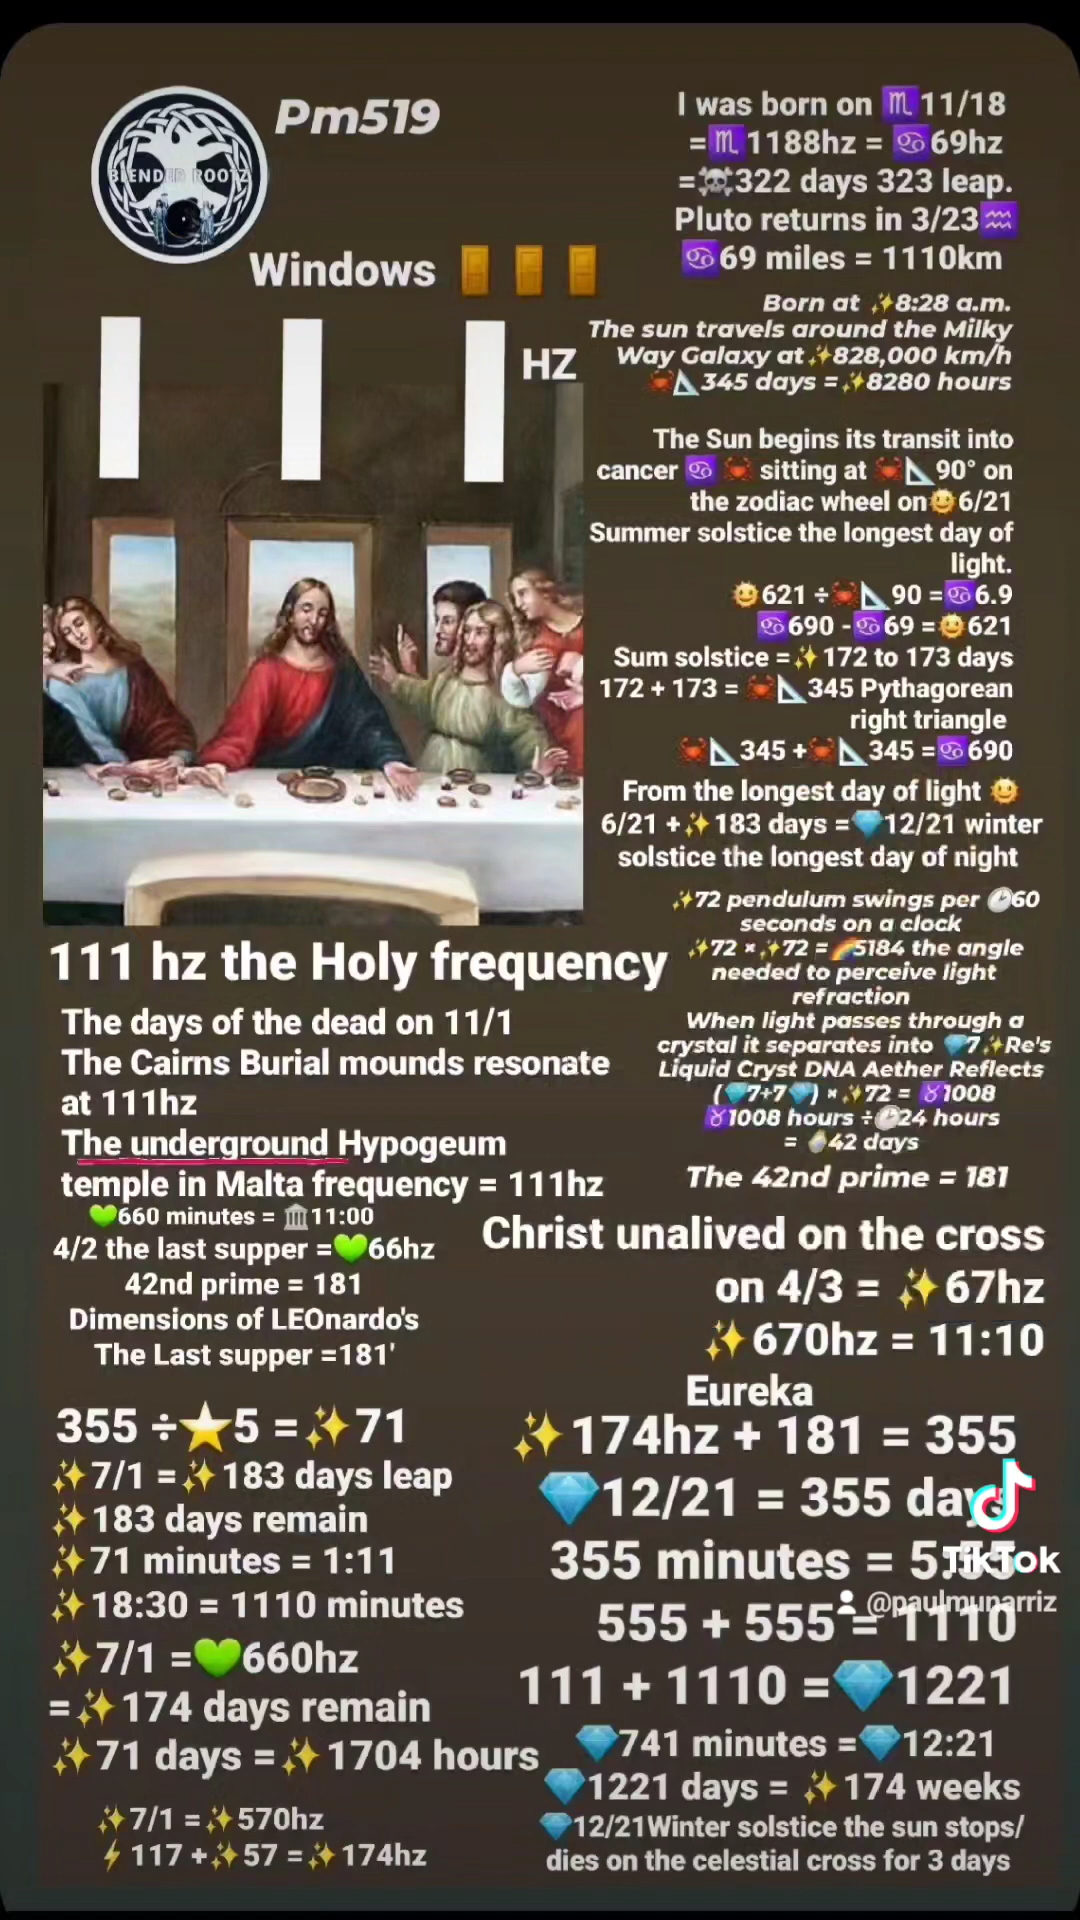 BLENDED ROOTZ
Pm519
Windows 🚪🚪🚪
HZ
I was born on ♏11/18
=♏1188hz = ♋69hz
=☠️322 days 323 leap.
Pluto returns in 3/23♒
♋69 miles = 1110km
Born at ✨8:28 a.m.
The sun travels around the Milky
Way Galaxy at✨828,000 km/h
🦀📐345 days =✨8280 hours
The Sun begins its transit into
cancer ♋ 🦀 sitting at 🦀📐90° on
the zodiac wheel on🌞6/21
Summer solstice the longest day of
light.
🌞621 ÷🦀📐90 =♋6.9
♋690 -♋69 =🌞621
Sum solstice =✨172 to 173 days
172 + 173 = 🦀📐345 Pythagorean
right triangle
🦀📐345 +🦀📐345 =♋690
From the longest day of light 🌞
6/21 +✨183 days =💎12/21 winter
solstice the longest day of night
✨72 pendulum swings per 🕑60
seconds on a clock
✨72 × ✨72 = 🌈5184 the angle
needed to perceive light
refraction
When light passes through a
crystal it separates into 💎7✨Re's
Liquid Cryst DNA Aether Reflects
(💎7+7💎) × ✨72 = ♉1008
♉1008 hours ÷🕑24 hours
= 42 days
The 42nd prime = 181
111 hz the Holy frequency
The days of the dead on 11/1
The Cairns Burial mounds resonate
at 111hz
The underground Hypogeum
temple in Malta frequency = 111hz
💚660 minutes = 🏛️11:00
4/2 the last supper =💚66hz
42nd prime = 181
Dimensions of LEOnardo's
The Last supper =181'
Christ unalived on the cross
on 4/3 = ✨67hz
✨670hz = 11:10
Eureka
✨174hz + 181 = 355
💎12/21 = 355 days
355 minutes = 5:55
555 + 555 = 1110
111 + 1110 =💎1221
💎741 minutes =💎12:21
💎1221 days = ✨174 weeks
💎12/21Winter solstice the sun stops/
dies on the celestial cross for 3 days
355 ÷⭐5 =✨71
✨7/1 =✨183 days leap
✨183 days remain
✨71 minutes = 1:11
✨18:30 = 1110 minutes
✨7/1 =💚660hz
=✨174 days remain
✨71 days =✨1704 hours
✨7/1 =✨570hz
⚡117 +✨57 =✨174hz
TikTok
@paulmunarriz